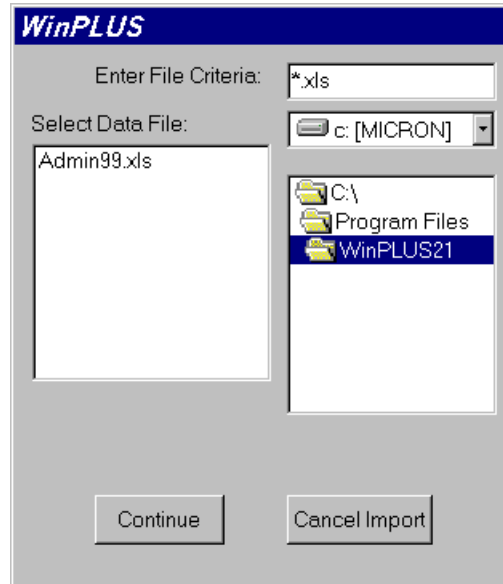 WinPLUS
Enter File Criteria: *.xls
Select Data File: c: [MICRON]
Admin99.xls
C:\
Program Files
WinPLUS21
Continue Cancel Import